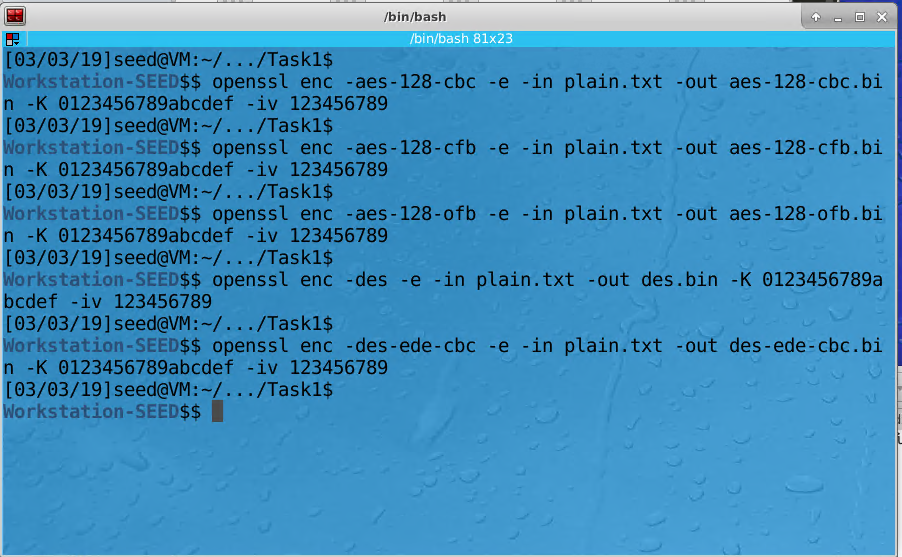 /bin/bash
/bin/bash 81x23
[03/03/19]seed@VM:~/.../Task1$
Workstation-SEED$$ openssl enc -aes-128-cbc -e -in plain.txt -out aes-128-cbc.bi
n -K 0123456789abcdef -iv 123456789
[03/03/19]seed@VM:~/.../Task1$
Workstation-SEED$$ openssl enc -aes-128-cfb -e -in plain.txt -out aes-128-cfb.bi
n -K 0123456789abcdef -iv 123456789
[03/03/19]seed@VM:~/.../Task1$
Workstation-SEED$$ openssl enc -aes-128-ofb -e -in plain.txt -out aes-128-ofb.bi
n -K 0123456789abcdef -iv 123456789
[03/03/19]seed@VM:~/.../Task1$
Workstation-SEED$$ openssl enc -des -e -in plain.txt -out des.bin -K 0123456789a
bcdef -iv 123456789
[03/03/19]seed@VM:~/.../Task1$
Workstation-SEED$$ openssl enc -des-ede-cbc -e -in plain.txt -out des-ede-cbc.bi
n -K 0123456789abcdef -iv 123456789
[03/03/19]seed@VM:~/.../Task1$
Workstation-SEED$$